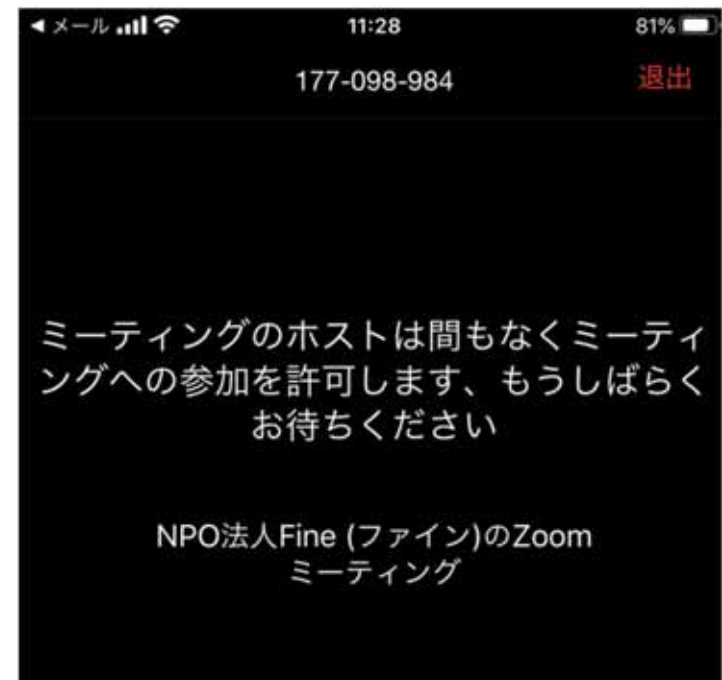 ◀ メール 11:28 81%
177-098-984 退出
ミーティングのホストは間もなくミーティ
ングへの参加を許可します、もうしばらく
お待ちください
NPO法人Fine (ファイン)のZoom
ミーティング